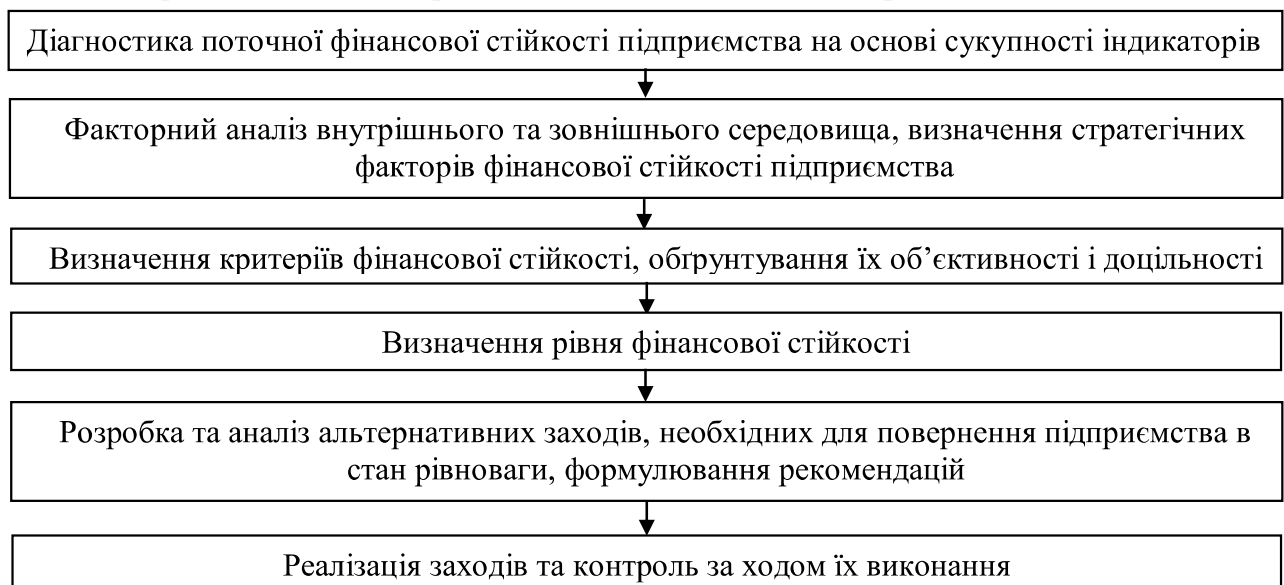 Діагностика поточної фінансової стійкості підприємства на основі сукупності індикаторів
Факторний аналіз внутрішнього та зовнішнього середовища, визначення стратегічних
факторів фінансової стійкості підприємства
Визначення критеріїв фінансової стійкості, обґрунтування їх об’єктивності і доцільності
Визначення рівня фінансової стійкості
Розробка та аналіз альтернативних заходів, необхідних для повернення підприємства в
стан рівноваги, формулювання рекомендацій
Реалізація заходів та контроль за ходом їх виконання